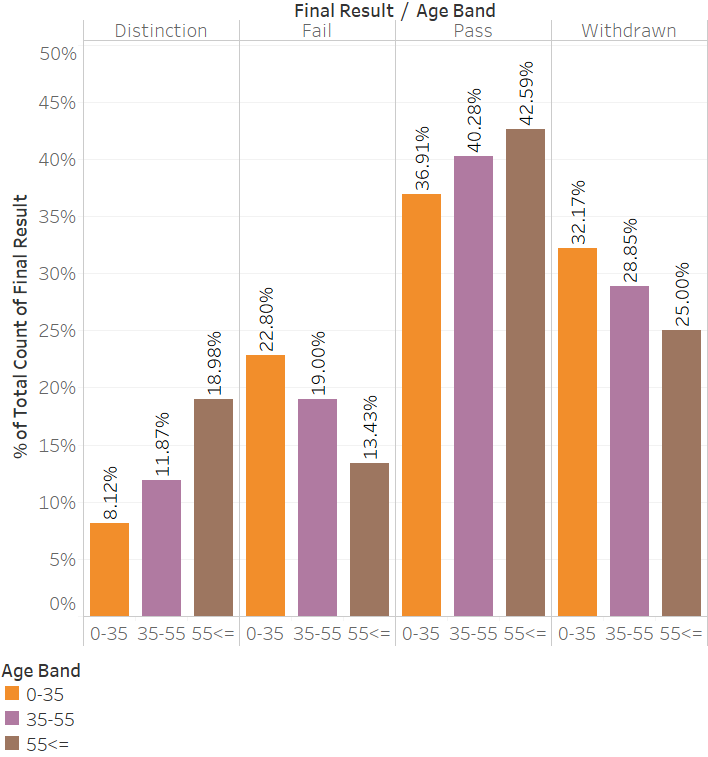 Final Result / Age Band
Distinction Fail Pass Withdrawn
% of Total Count of Final Result
50%
45%
40%
35%
30%
25%
20%
15%
10%
5%
0%
8.12% 11.87% 18.98% 22.80% 19.00% 13.43% 36.91% 40.28% 42.59% 32.17% 28.85% 25.00%
0-35 35-55 55<= 0-35 35-55 55<= 0-35 35-55 55<= 0-35 35-55 55<=
Age Band
0-35
35-55
55<=